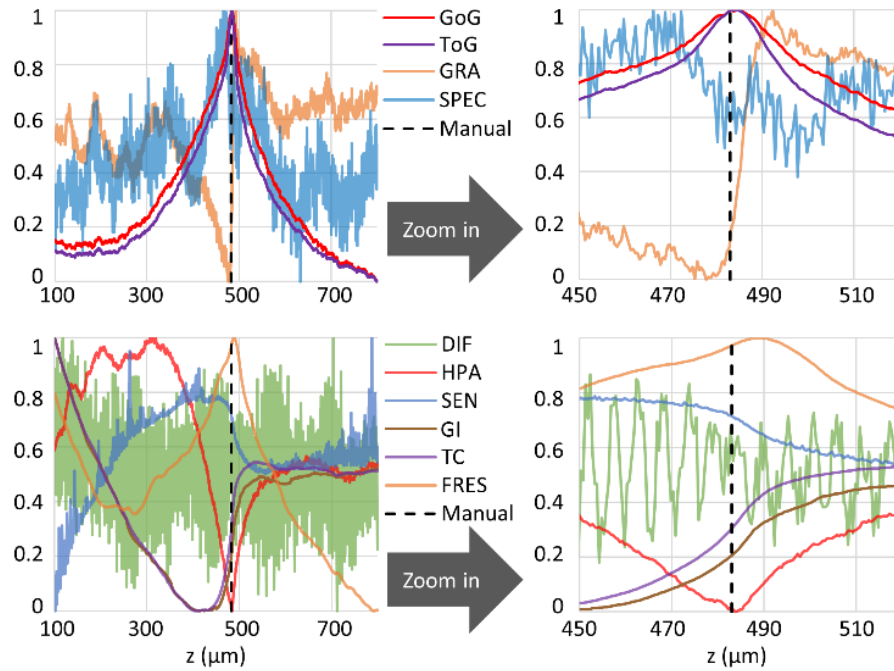 1
0.8
0.6
0.4
0.2
0
100
300
500
700
GoG
ToG
GRA
SPEC
Manual
Zoom in
1
0.8
0.6
0.4
0.2
0
450
470
490
510
1
0.8
0.6
0.4
0.2
0
100
300
500
700
z (μm)
DIF
HPA
SEN
GI
TC
FRES
Manual
Zoom in
1
0.8
0.6
0.4
0.2
0
450
470
490
510
z (μm)